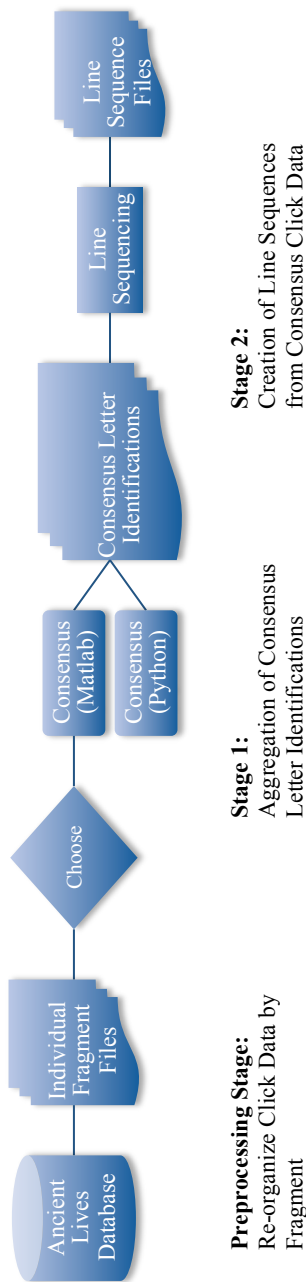 Ancient
Lives
Database
Individual
Fragment
Files
Choose
Consensus
(Matlab)
Consensus
(Python)
Consensus Letter
Identifications
Line
Sequencing
Line
Sequence
Files
Preprocessing Stage:
Re-organize Click Data by
Fragment
Stage 1:
Aggregation of Consensus
Letter Identifications
Stage 2:
Creation of Line Sequences
from Consensus Click Data